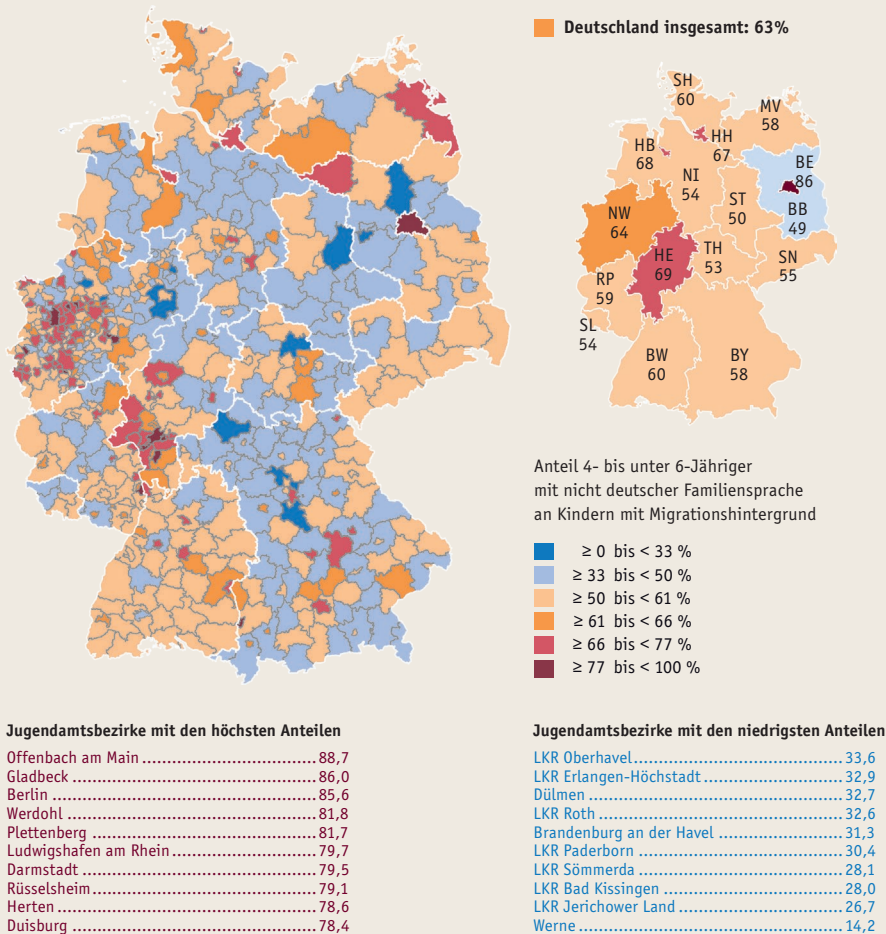 Deutschland insgesamt: 63%
SH
60
MV
58
HH
67
HB
68
BE
86
NI
54
ST
50
BB
49
NW
64
HE
69
TH
53
SN
55
RP
59
SL
54
BW
60
BY
58
Anteil 4- bis unter 6-Jähriger
mit nicht deutscher Familiensprache
an Kindern mit Migrationshintergrund
≥ 0 bis < 33 %
≥ 33 bis < 50 %
≥ 50 bis < 61 %
≥ 61 bis < 66 %
≥ 66 bis < 77 %
≥ 77 bis < 100 %
Jugendamtsbezirke mit den höchsten Anteilen
Offenbach am Main 88,7
Gladbeck 86,0
Berlin 85,6
Werdohl 81,8
Plettenberg 81,7
Ludwigshafen am Rhein 79,7
Darmstadt 79,5
Rüsselsheim 79,1
Herten 78,6
Duisburg 78,4
Jugendamtsbezirke mit den niedrigsten Anteilen
LKR Oberhavel 33,6
LKR Erlangen-Höchstadt 32,9
Dülmen 32,7
LKR Roth 32,6
Brandenburg an der Havel 31,3
LKR Paderborn 30,4
LKR Sömmerda 28,1
LKR Bad Kissingen 28,0
LKR Jerichower Land 26,7
Werne 14,2